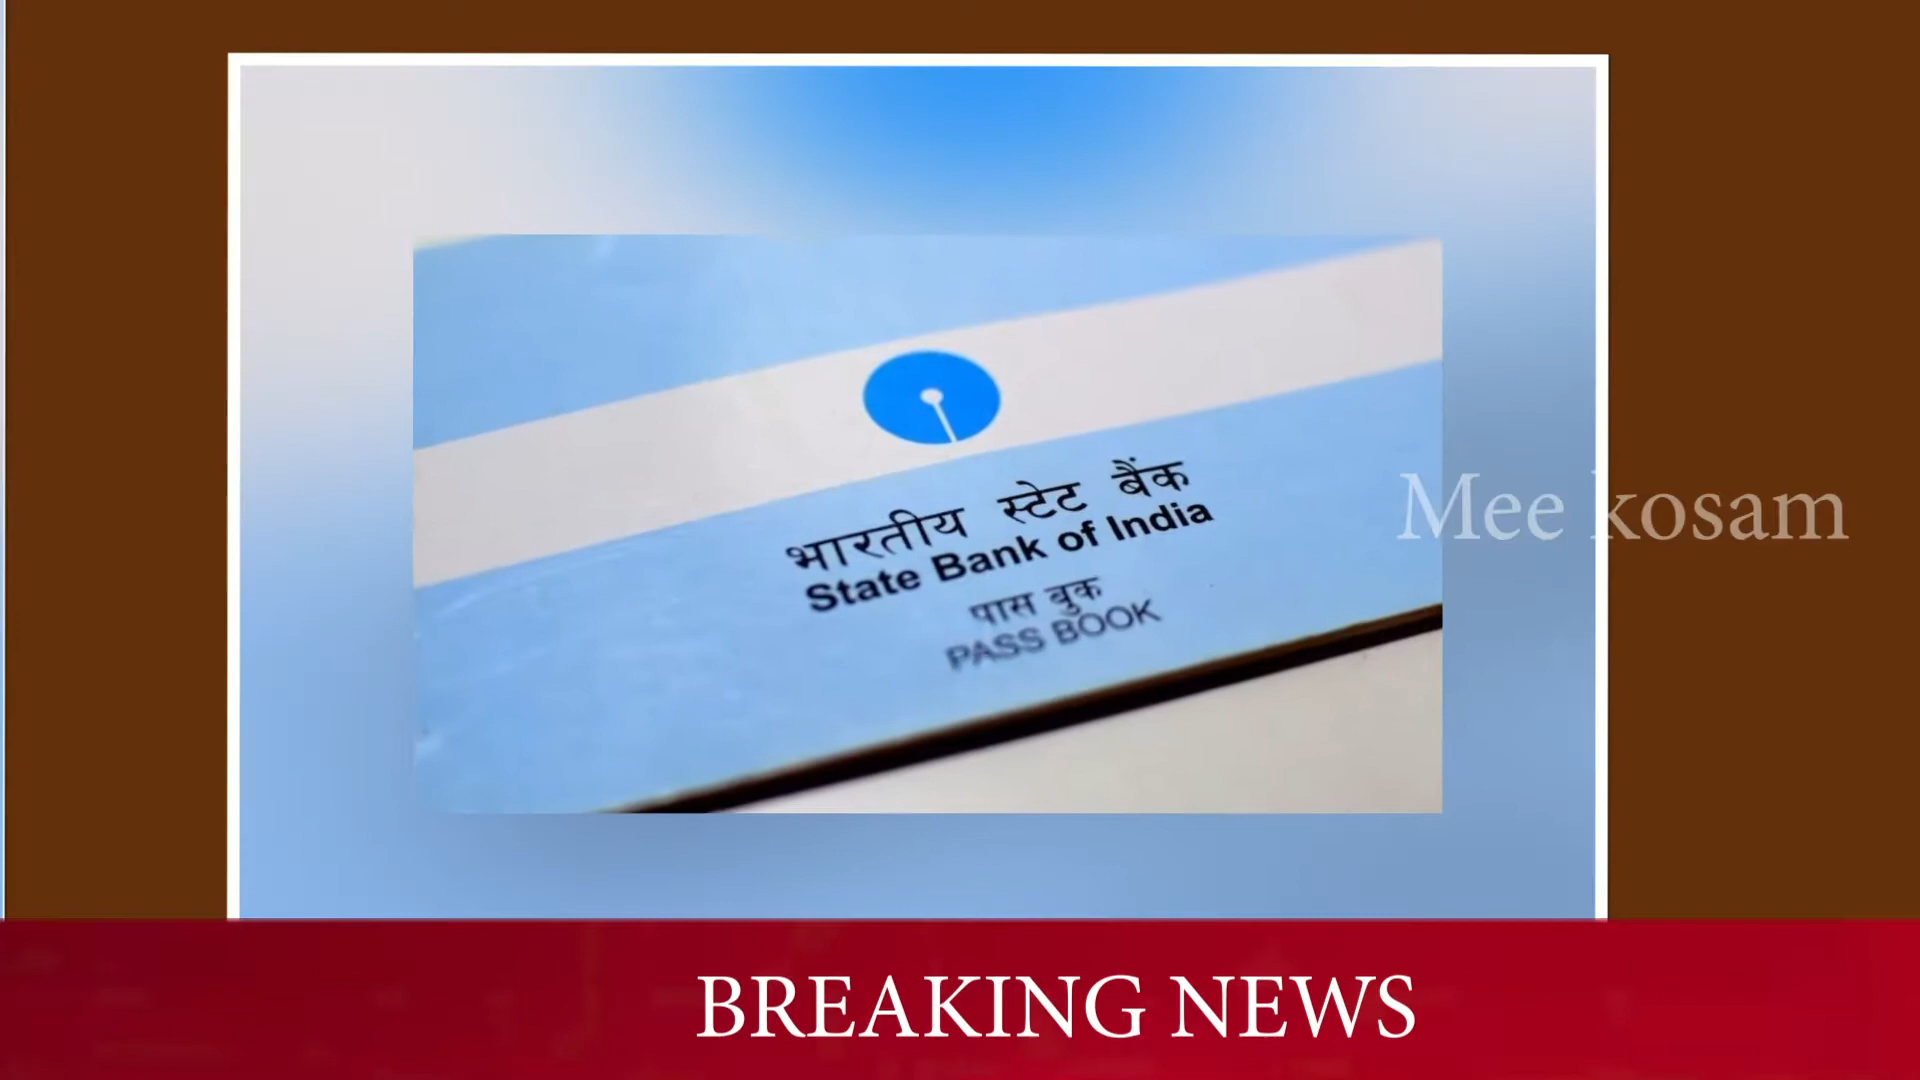 भारतीय स्टेट बैंक
State Bank of India
पास बुक
PASS BOOK
Mee kosam
BREAKING NEWS